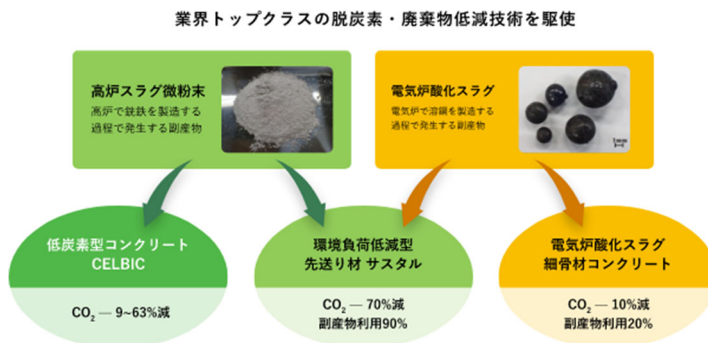 業界トップクラスの脱炭素・廃棄物低減技術を駆使
高炉スラグ微粉末
高炉で銑鉄を製造する
過程で発生する副産物
電気炉酸化スラグ
電気炉で溶鋼を製造する
過程で発生する副産物
1mm
低炭素型コンクリート
CELBIC
CO₂ — 9~63%減
環境負荷低減型
先送り材 サスタル
CO₂ — 70%減
副産物利用90%
電気炉酸化スラグ
細骨材コンクリート
CO₂ — 10%減
副産物利用20%